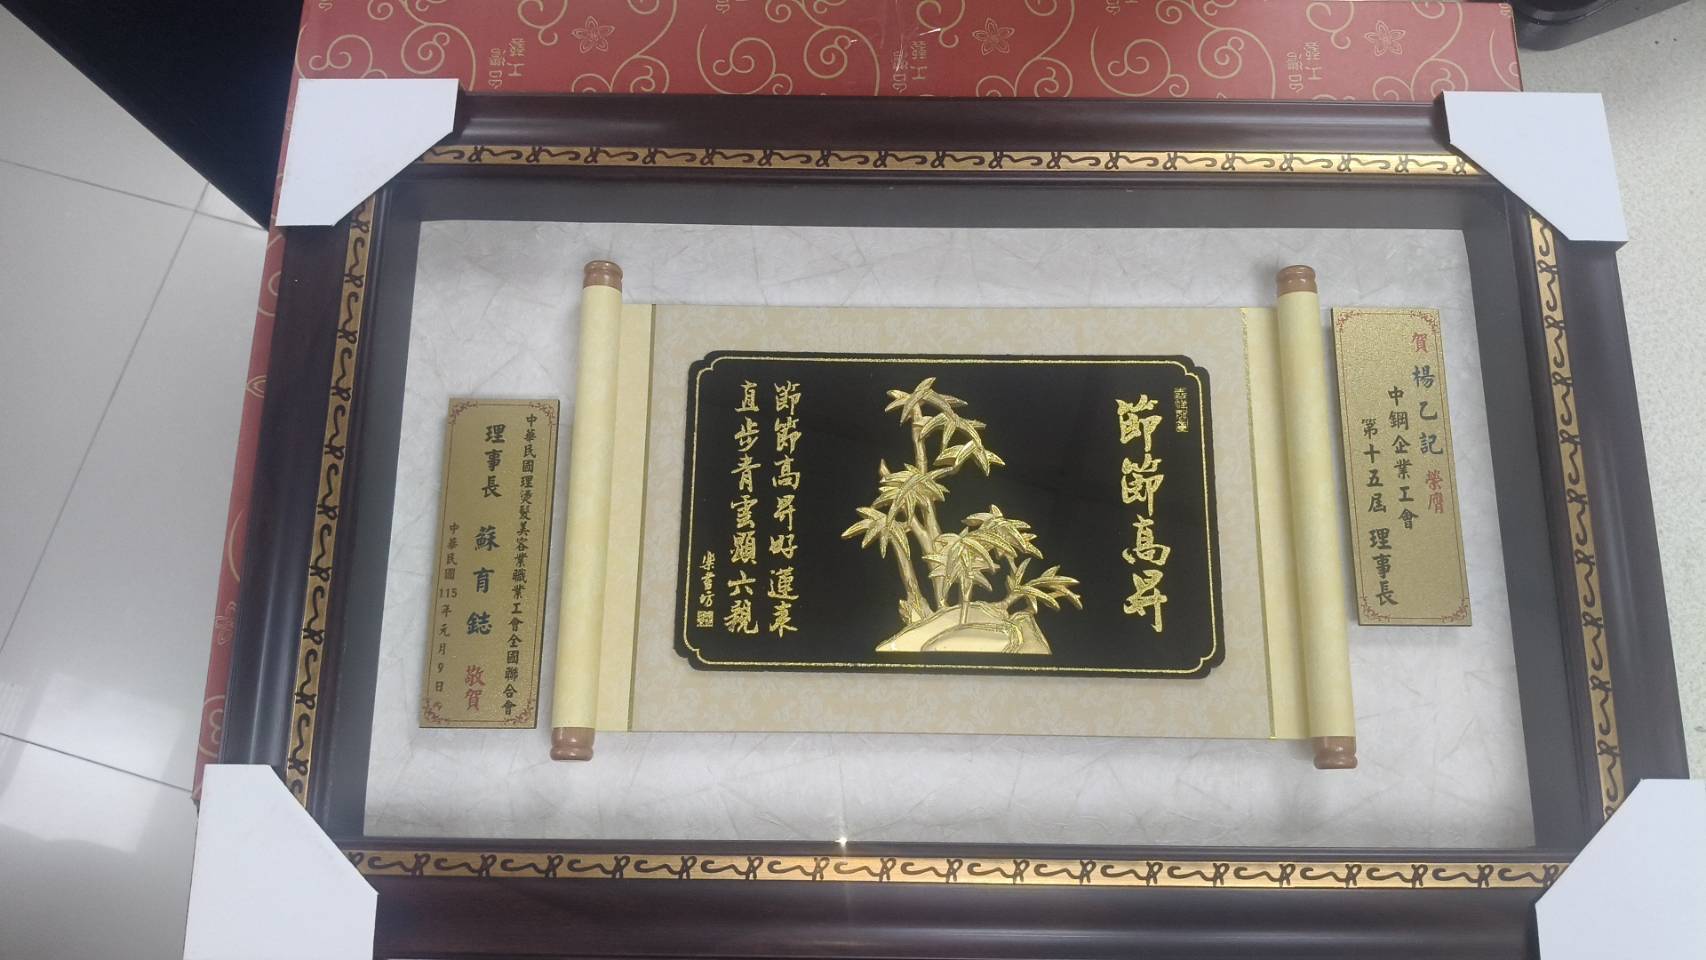 賀 楊乙記 榮膺
中鋼企業工會
第十五屆 理事長
節節高昇
節節高昇好運來
直步青雲顯六親
樂書坊
中華民國理燙髮美容業職業工會全國聯合會
理事長 蘇育鋕 敬賀
中華民國115年元月9日